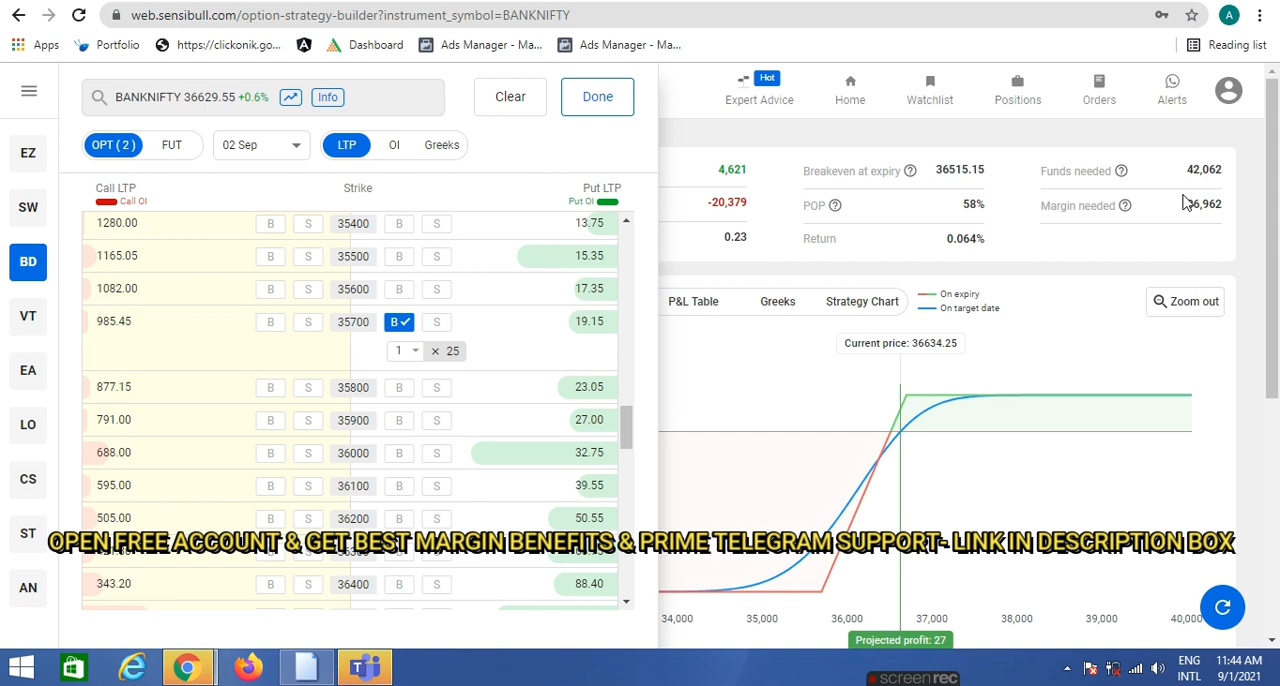 web.sensibull.com/option-strategy-builder?instrument_symbol=BANKNIFTY
A
Apps Portfolio https://clickonik.go... Dashboard Ads Manager - Ma... Ads Manager - Ma... Reading list
BANKNIFTY 36629.55 +0.6% Info Clear Done
Hot
Expert Advice Home Watchlist Positions Orders Alerts
OPT ( 2 ) FUT 02 Sep LTP OI Greeks
EZ
SW
BD
VT
EA
LO
CS
ST
AN
Call LTP Strike Put LTP
Call OI Put OI
1280.00 B S 35400 B S 13.75
1165.05 B S 35500 B S 15.35
1082.00 B S 35600 B S 17.35
985.45 B S 35700 B S 19.15
1 × 25
877.15 B S 35800 B S 23.05
791.00 B S 35900 B S 27.00
688.00 B S 36000 B S 32.75
595.00 B S 36100 B S 39.55
505.00 B S 36200 B S 50.55
343.20 B S 36400 B S 88.40
4,621 Breakeven at expiry 36515.15 Funds needed 42,062
-20,379 POP 58% Margin needed
0.23 Return 0.064%
P&L Table Greeks Strategy Chart
On expiry
On target date
Zoom out
Current price: 36634.25
34,000 35,000 36,000 37,000 38,000 39,000 40,000
Projected profit: 27
OPEN FREE ACCOUNT & GET BEST MARGIN BENEFITS & PRIME TELEGRAM SUPPORT- LINK IN DESCRIPTION BOX
screenrec
ENG 11:44 AM
INTL 9/1/2021